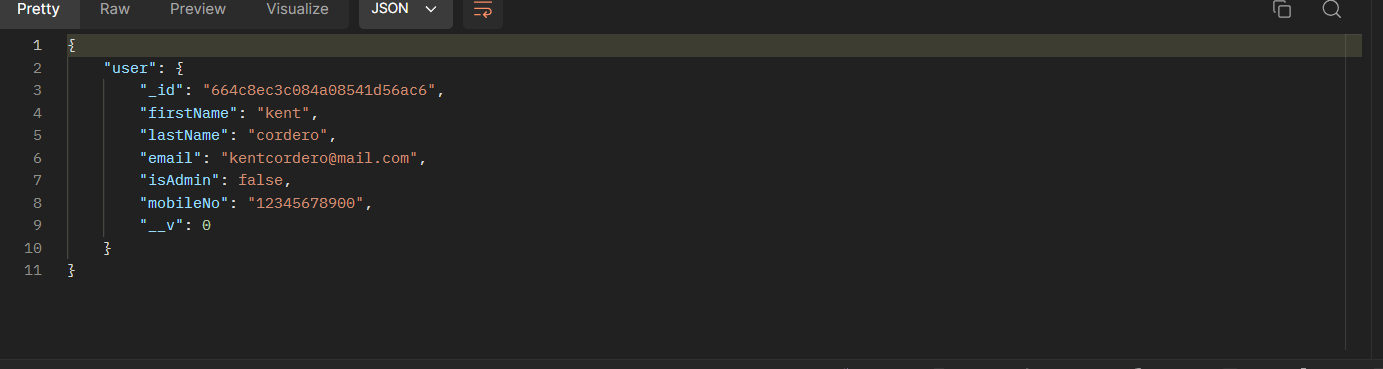 Pretty Raw Preview Visualize JSON
1 {
2 "user": {
3 "_id": "664c8ec3c084a08541d56ac6",
4 "firstName": "kent",
5 "lastName": "cordero",
6 "email": "kentcordero@mail.com",
7 "isAdmin": false,
8 "mobileNo": "12345678900",
9 "__v": 0
10 }
11 }